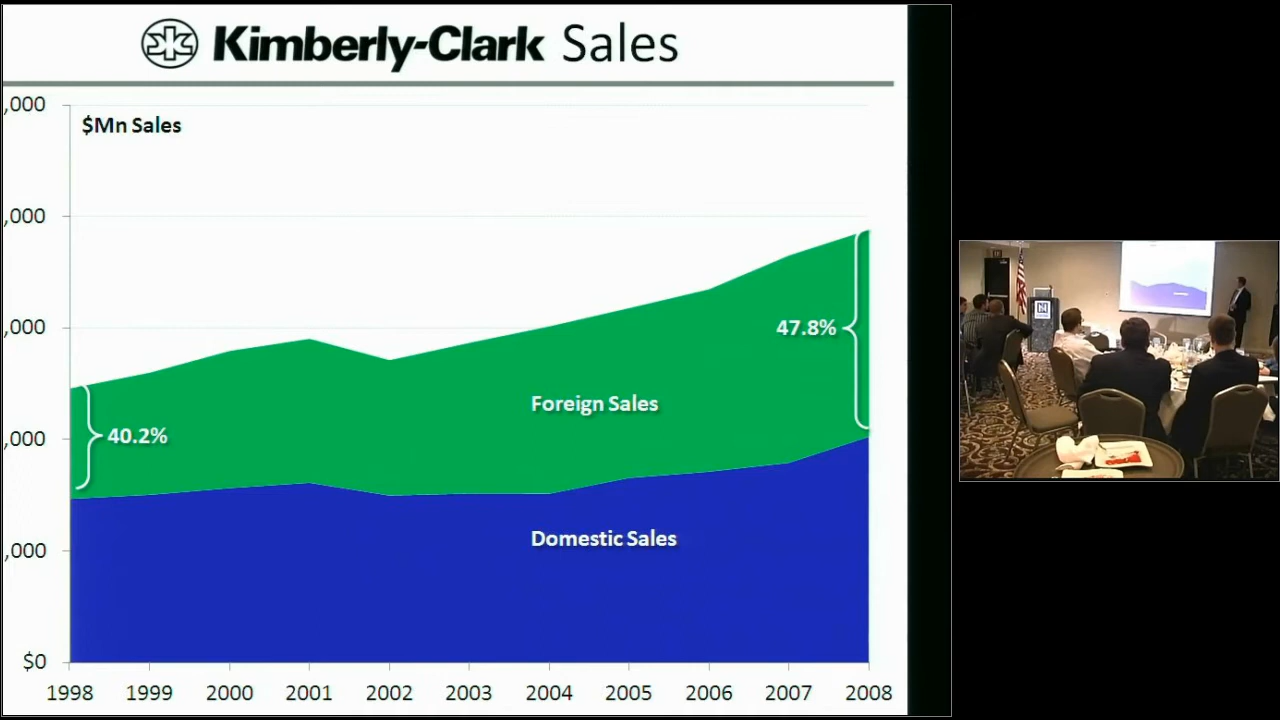 Kimberly-Clark Sales
,000
$Mn Sales
,000
,000
47.8%
Foreign Sales
40.2%
,000
Domestic Sales
,000
$0
1998 1999 2000 2001 2002 2003 2004 2005 2006 2007 2008